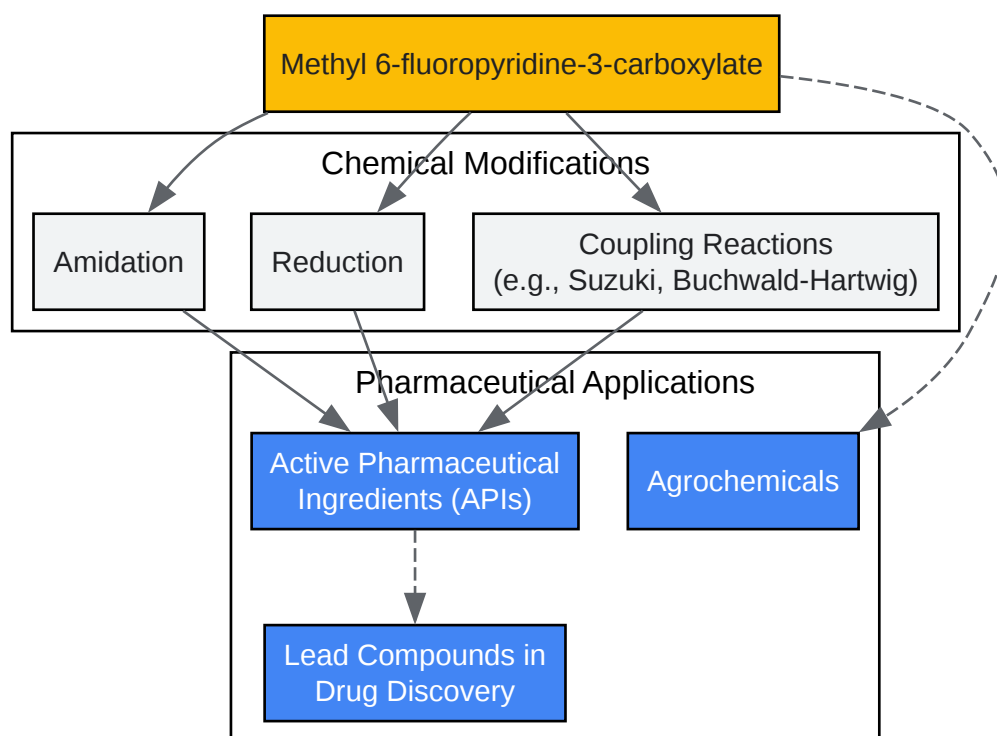 Methyl 6-fluoropyridine-3-carboxylate
Chemical Modifications
Amidation
Reduction
Coupling Reactions
(e.g., Suzuki, Buchwald-Hartwig)
Pharmaceutical Applications
Active Pharmaceutical
Ingredients (APIs)
Agrochemicals
Lead Compounds in
Drug Discovery